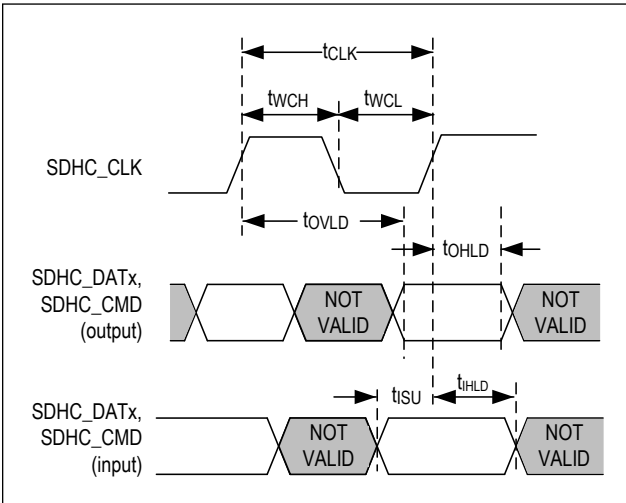 tCLK
tWCH
tWCL
SDHC_CLK
tOVLD
tOHLD
SDHC_DATx,
SDHC_CMD
(output)
NOT
VALID
NOT
VALID
tISU
tIHLD
SDHC_DATx,
SDHC_CMD
(input)
NOT
VALID
NOT
VALID